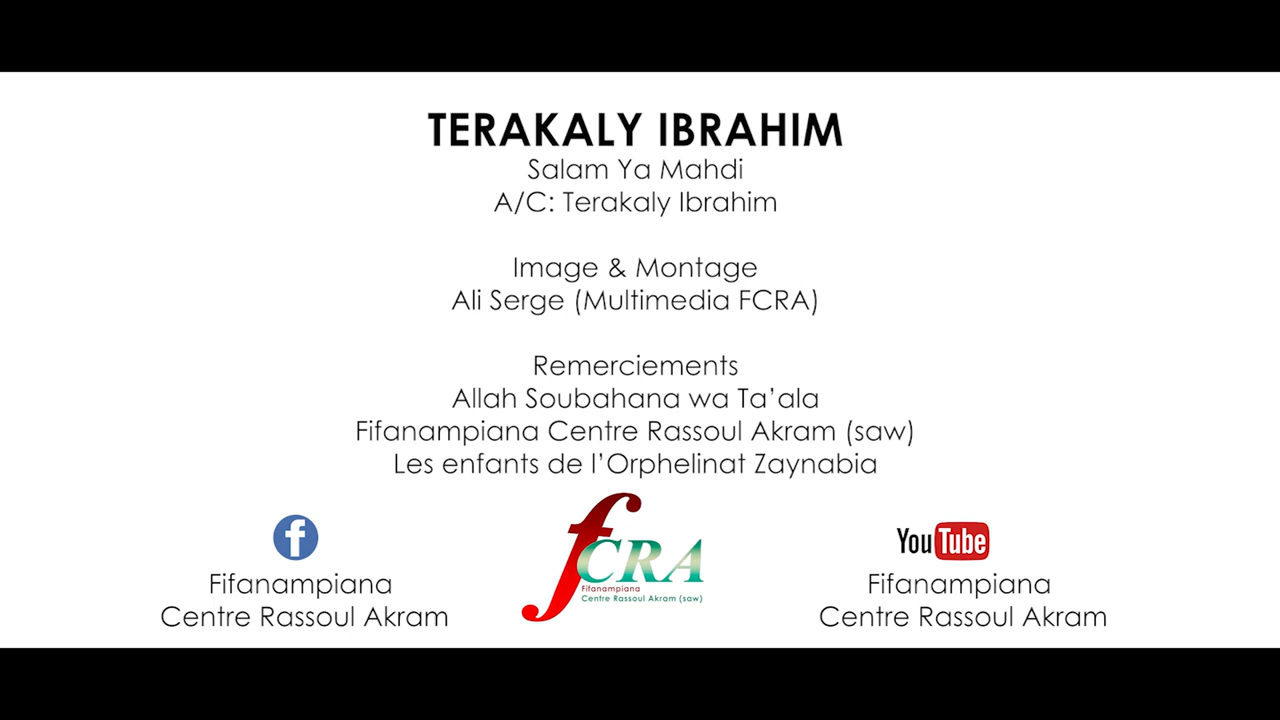 TERAKALY IBRAHIM
Salam Ya Mahdi
A/C: Terakaly Ibrahim
Image & Montage
Ali Serge (Multimedia FCRA)
Remerciements
Allah Soubahana wa Ta’ala
Fifanampiana Centre Rassoul Akram (saw)
Les enfants de l’Orphelinat Zaynabia
f
Fifanampiana
Centre Rassoul Akram
fCRA
Fifanampiana
Centre Rassoul Akram (saw)
YouTube
Fifanampiana
Centre Rassoul Akram